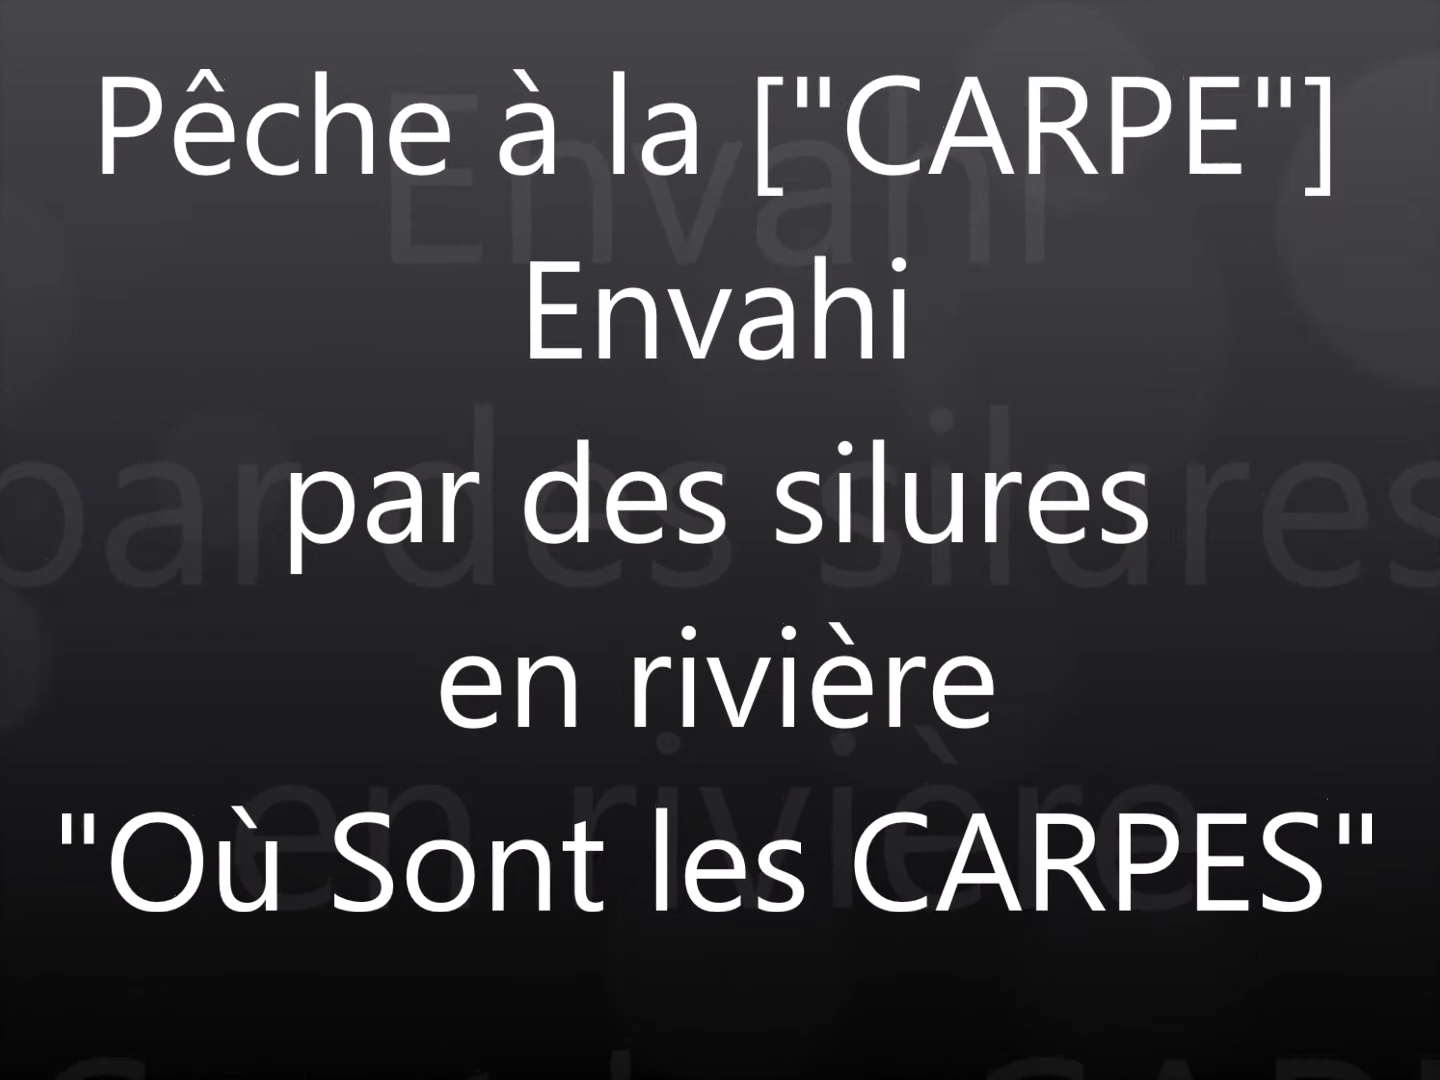 Pêche à la ["CARPE"]
Envahi
par des silures
en rivière
"Où Sont les CARPES"